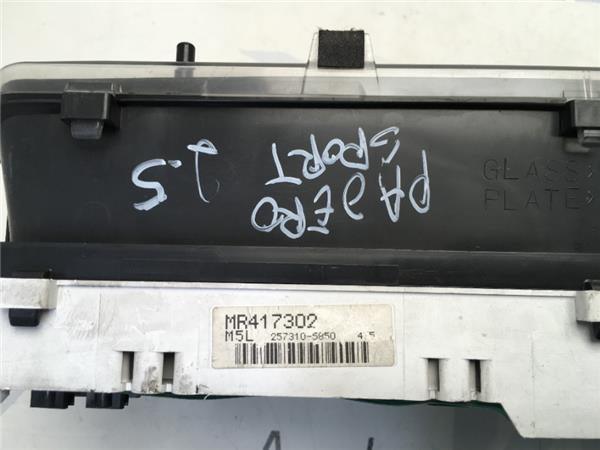 PAJERO
SPORT
2.5
GLASS>
PLATE>
MR417302
M5L 257310-5850 4.5